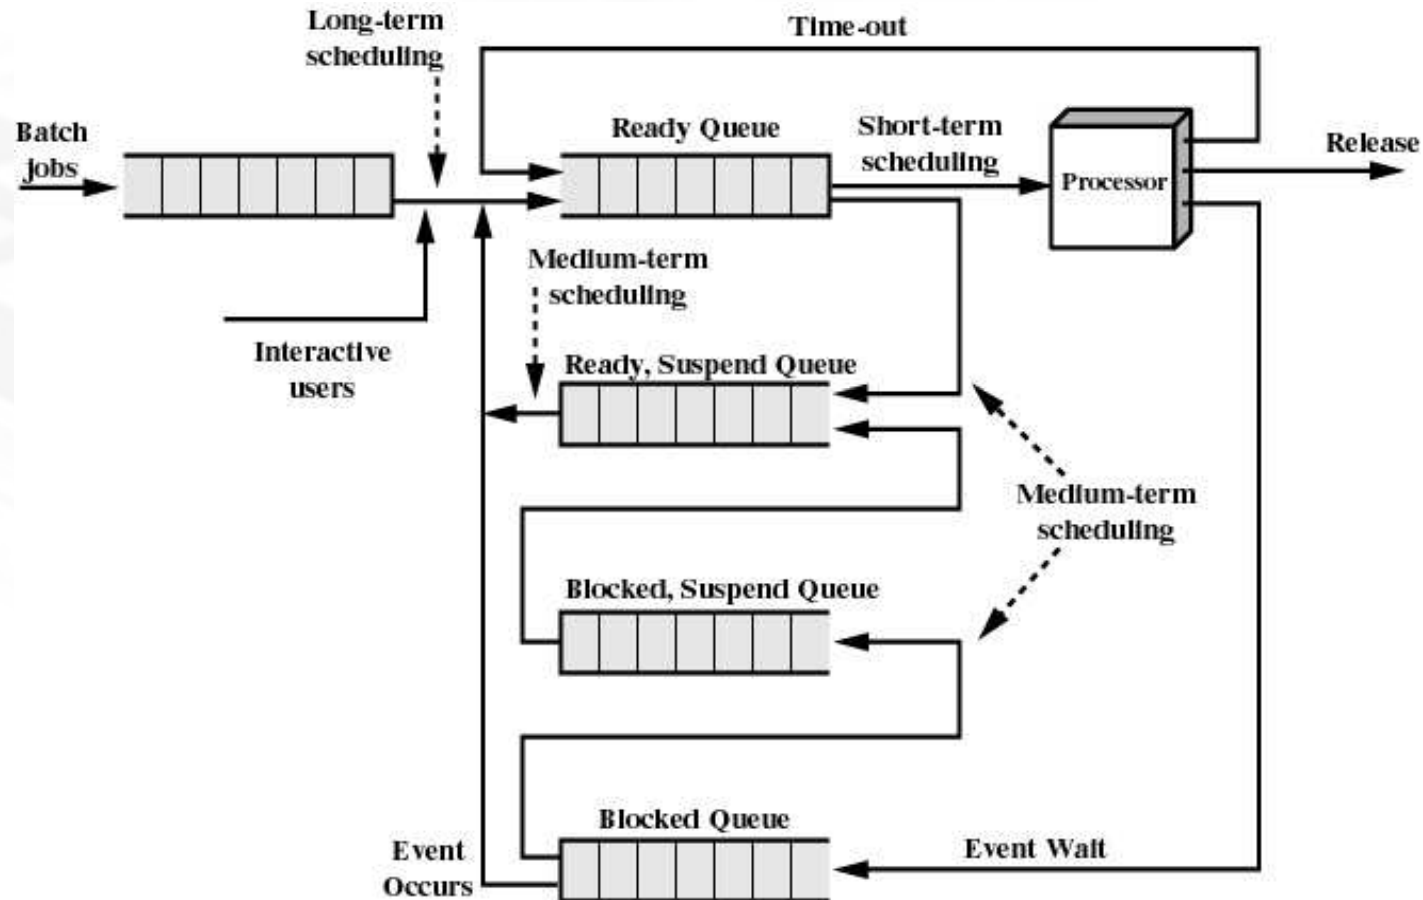 Long-term
scheduling
Time-out
Batch
jobs
Ready Queue
Short-term
scheduling
Processor
Release
Medium-term
scheduling
Interactive
users
Ready, Suspend Queue
Medium-term
scheduling
Blocked, Suspend Queue
Blocked Queue
Event
Occurs
Event Wait